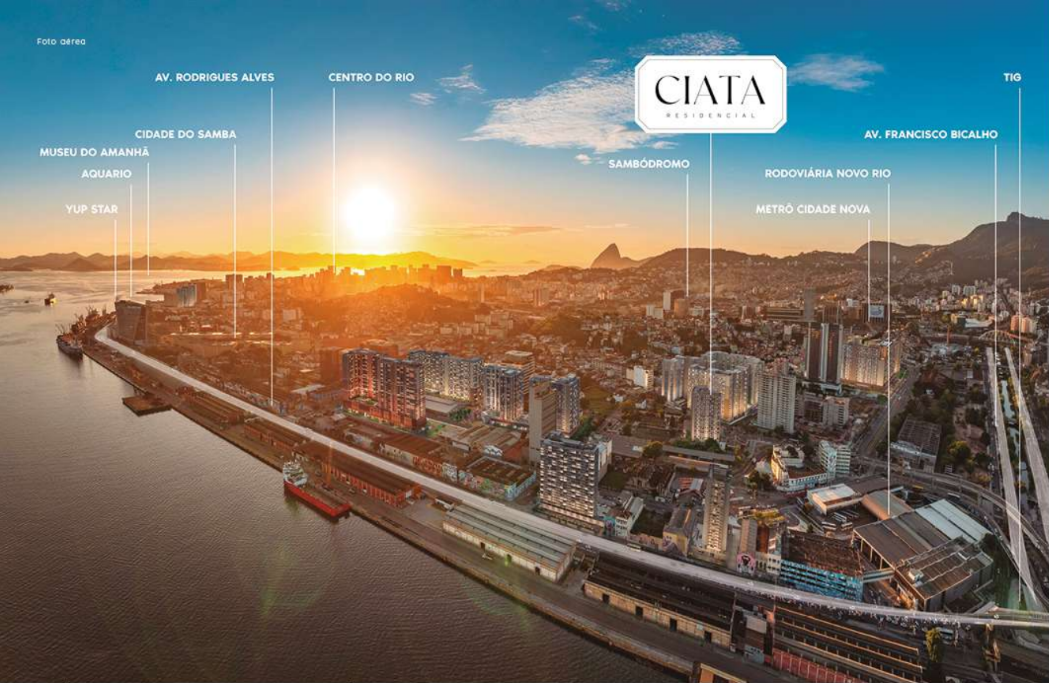 Foto aérea
AV. RODRIGUES ALVES
CENTRO DO RIO
CIATA
RESIDENCIAL
TIG
CIDADE DO SAMBA
AV. FRANCISCO BICALHO
MUSEU DO AMANHÃ
SAMBÓDROMO
AQUARIO
RODOVIÁRIA NOVO RIO
YUP STAR
METRÔ CIDADE NOVA